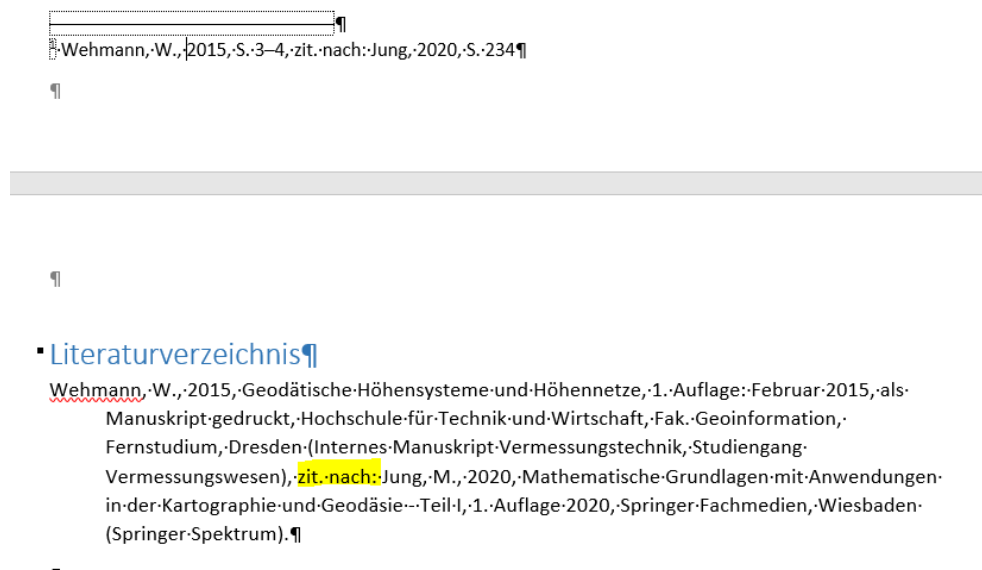 ¹ Wehmann, W., 2015, S. 3–4, zit. nach: Jung, 2020, S. 234¶
¶
¶
Literaturverzeichnis¶
Wehmann, W., 2015, Geodätische Höhensysteme und Höhennetze, 1. Auflage: Februar 2015, als
Manuskript gedruckt, Hochschule für Technik und Wirtschaft, Fak. Geoinformation,
Fernstudium, Dresden (Internes Manuskript Vermessungstechnik, Studiengang
Vermessungswesen), zit. nach: Jung, M., 2020, Mathematische Grundlagen mit Anwendungen
in der Kartographie und Geodäsie - Teil I, 1. Auflage 2020, Springer Fachmedien, Wiesbaden
(Springer Spektrum).¶